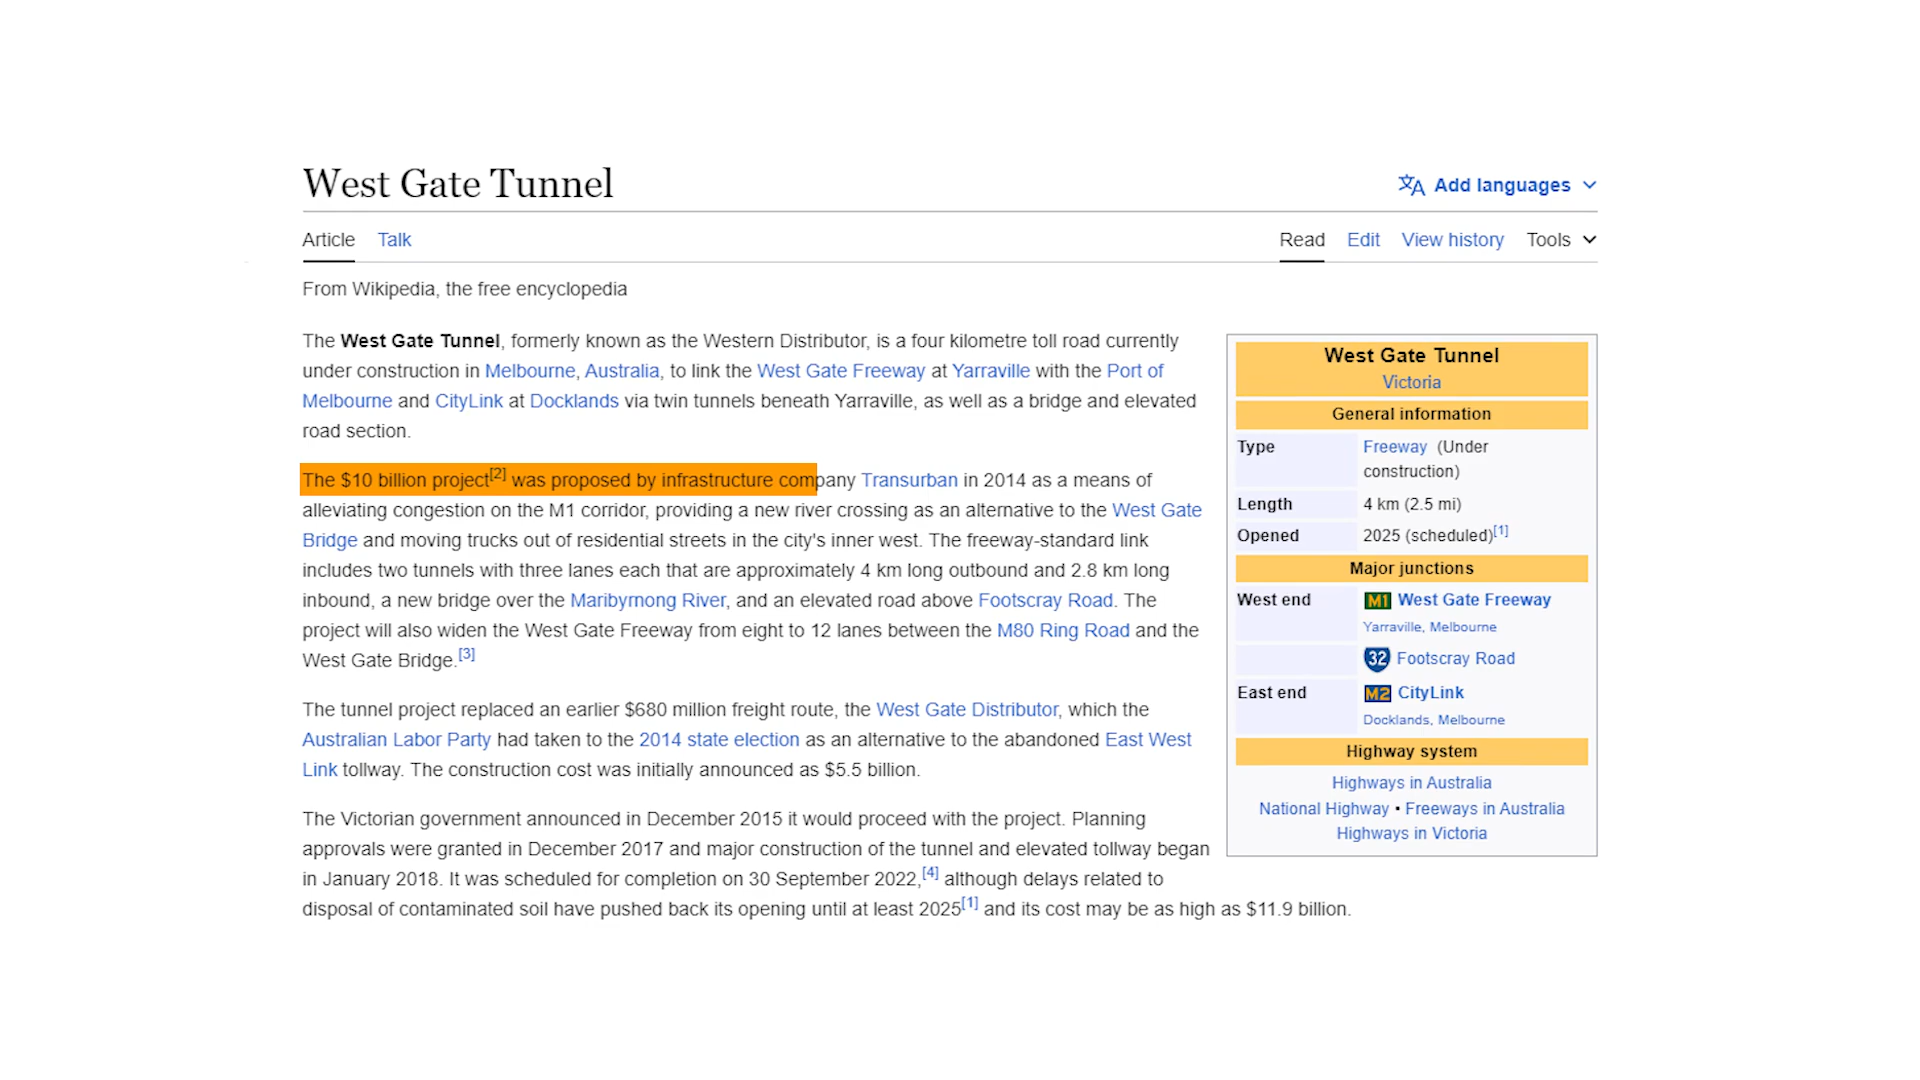 West Gate Tunnel
Add languages
Article Talk
Read Edit View history Tools
From Wikipedia, the free encyclopedia
The West Gate Tunnel, formerly known as the Western Distributor, is a four kilometre toll road currently
under construction in Melbourne, Australia, to link the West Gate Freeway at Yarraville with the Port of
Melbourne and CityLink at Docklands via twin tunnels beneath Yarraville, as well as a bridge and elevated
road section.
The $10 billion project[2] was proposed by infrastructure company Transurban in 2014 as a means of
alleviating congestion on the M1 corridor, providing a new river crossing as an alternative to the West Gate
Bridge and moving trucks out of residential streets in the city's inner west. The freeway-standard link
includes two tunnels with three lanes each that are approximately 4 km long outbound and 2.8 km long
inbound, a new bridge over the Maribyrnong River, and an elevated road above Footscray Road. The
project will also widen the West Gate Freeway from eight to 12 lanes between the M80 Ring Road and the
West Gate Bridge.[3]
The tunnel project replaced an earlier $680 million freight route, the West Gate Distributor, which the
Australian Labor Party had taken to the 2014 state election as an alternative to the abandoned East West
Link tollway. The construction cost was initially announced as $5.5 billion.
The Victorian government announced in December 2015 it would proceed with the project. Planning
approvals were granted in December 2017 and major construction of the tunnel and elevated tollway began
in January 2018. It was scheduled for completion on 30 September 2022,[4] although delays related to
disposal of contaminated soil have pushed back its opening until at least 2025[1] and its cost may be as high as $11.9 billion.
West Gate Tunnel
Victoria
General information
Type Freeway (Under
construction)
Length 4 km (2.5 mi)
Opened 2025 (scheduled)[1]
Major junctions
West end M1 West Gate Freeway
Yarraville, Melbourne
32 Footscray Road
East end M2 CityLink
Docklands, Melbourne
Highway system
Highways in Australia
National Highway • Freeways in Australia
Highways in Victoria